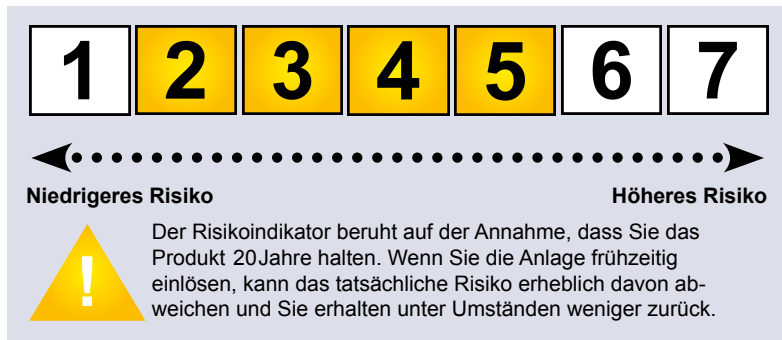 1 2 3 4 5 6 7
Niedrigeres Risiko Höheres Risiko
Der Risikoindikator beruht auf der Annahme, dass Sie das
Produkt 20Jahre halten. Wenn Sie die Anlage frühzeitig
einlösen, kann das tatsächliche Risiko erheblich davon ab-
weichen und Sie erhalten unter Umständen weniger zurück.
!